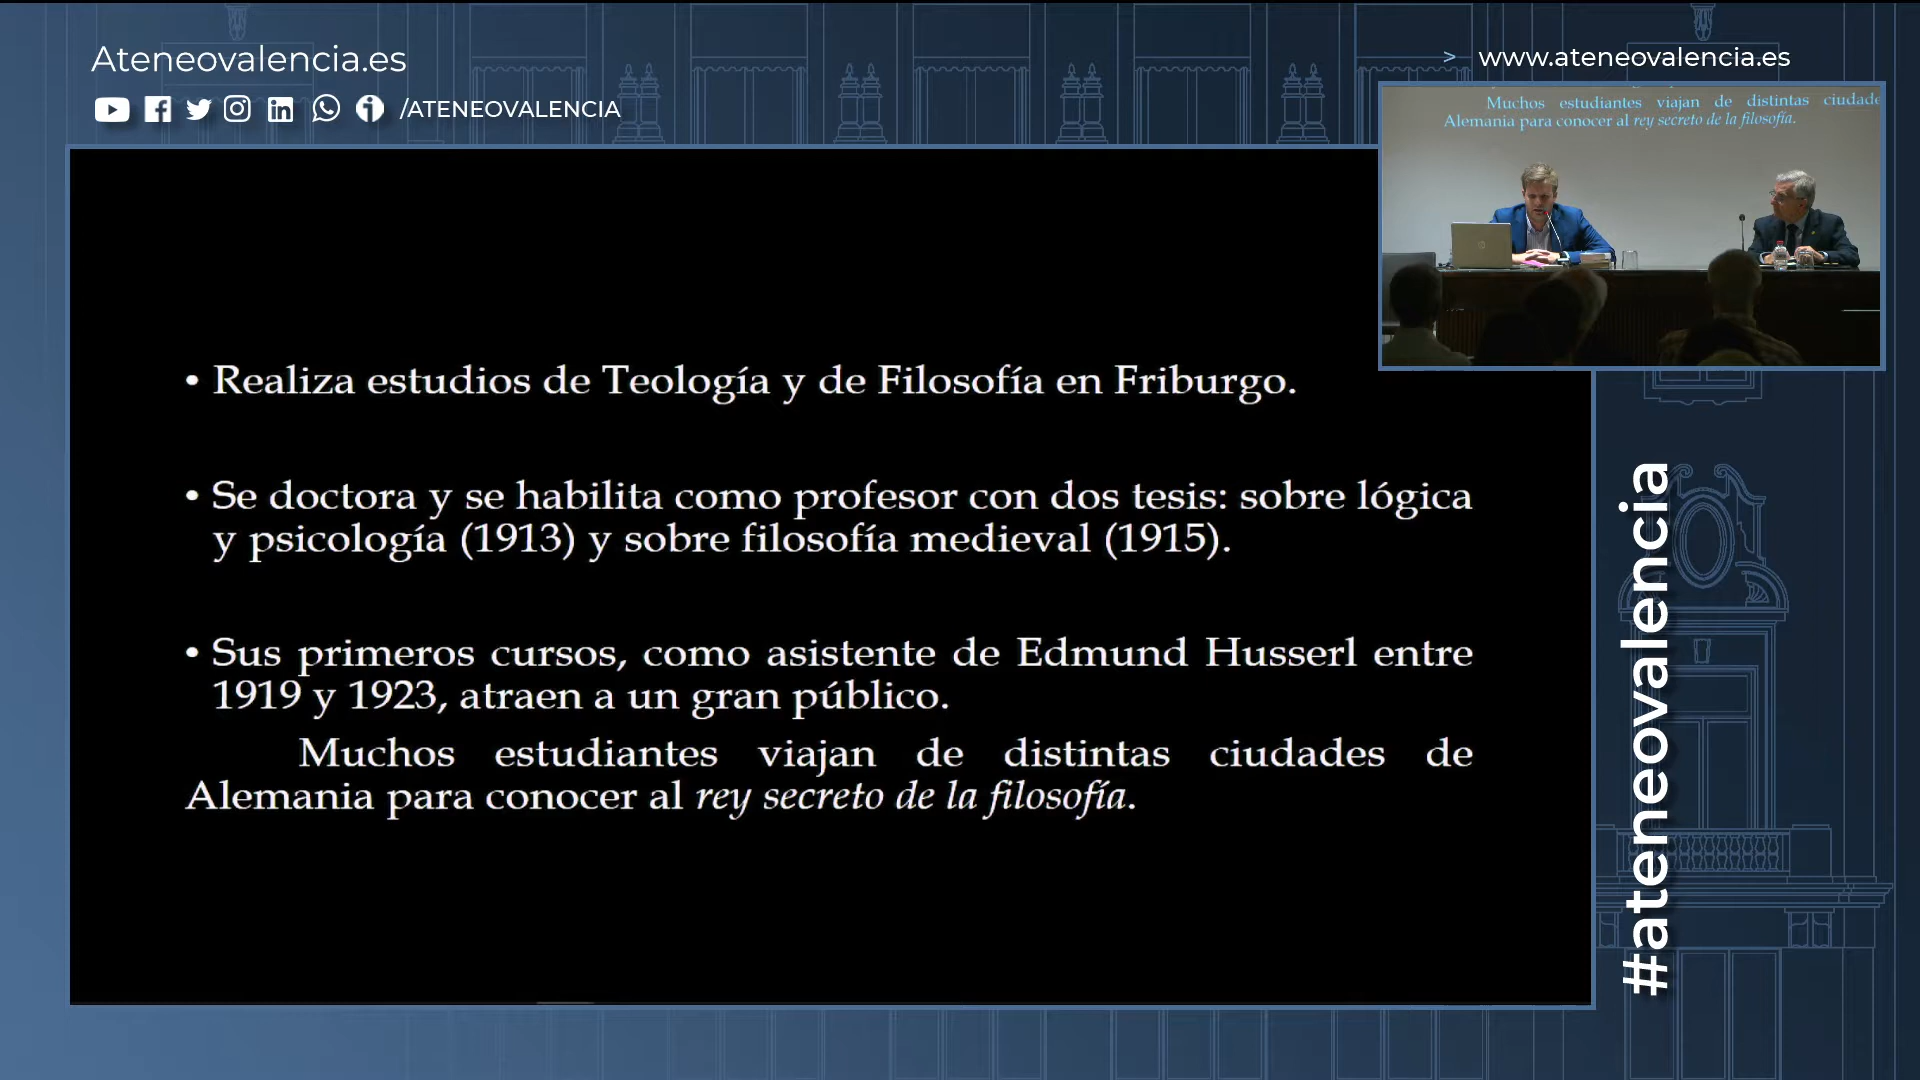 Ateneovalencia.es
/ATENEOVALENCIA
> www.ateneovalencia.es
Muchos estudiantes viajan de distintas ciudade
Alemania para conocer al rey secreto de la filosofía.
• Realiza estudios de Teología y de Filosofía en Friburgo.
• Se doctora y se habilita como profesor con dos tesis: sobre lógica
y psicología (1913) y sobre filosofía medieval (1915).
• Sus primeros cursos, como asistente de Edmund Husserl entre
1919 y 1923, atraen a un gran público.
Muchos estudiantes viajan de distintas ciudades de
Alemania para conocer al rey secreto de la filosofía.
#ateneovalencia